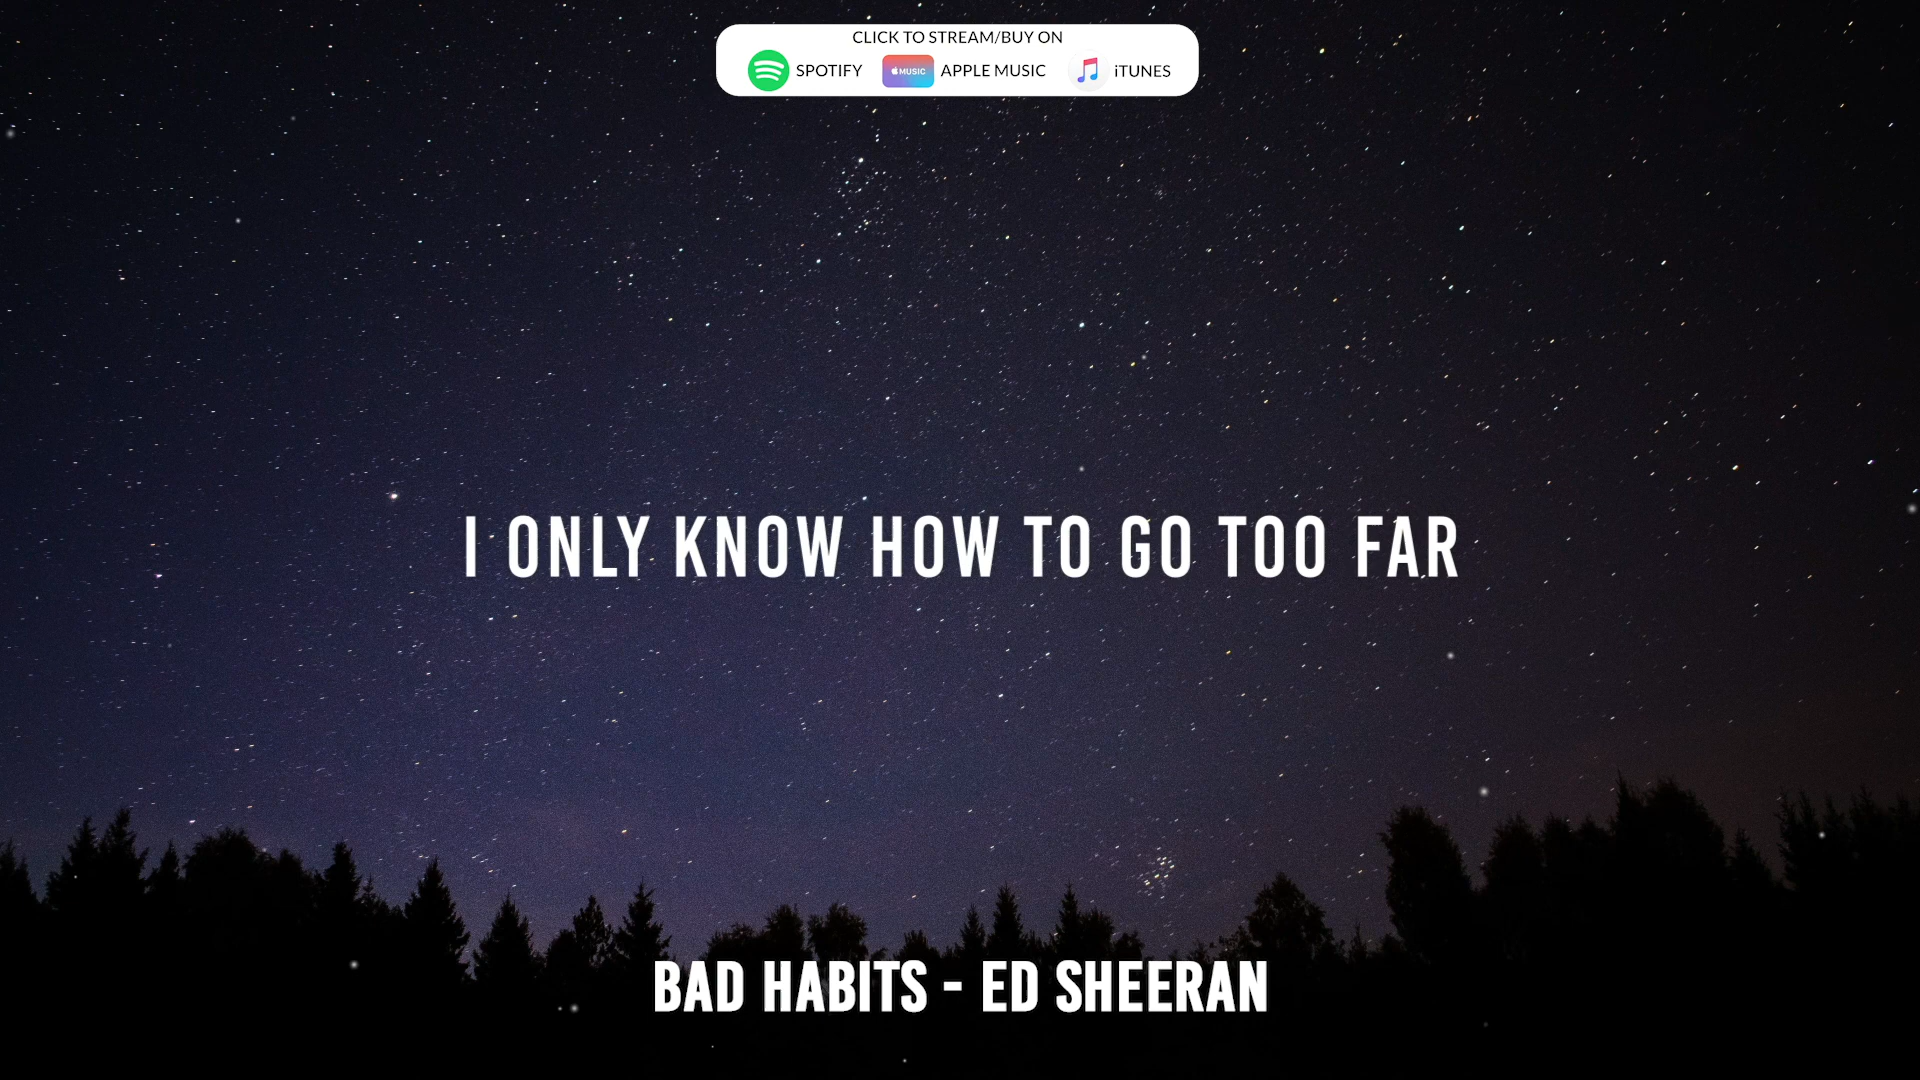 CLICK TO STREAM/BUY ON
SPOTIFY MUSIC APPLE MUSIC iTUNES
I ONLY KNOW HOW TO GO TOO FAR
BAD HABITS - ED SHEERAN